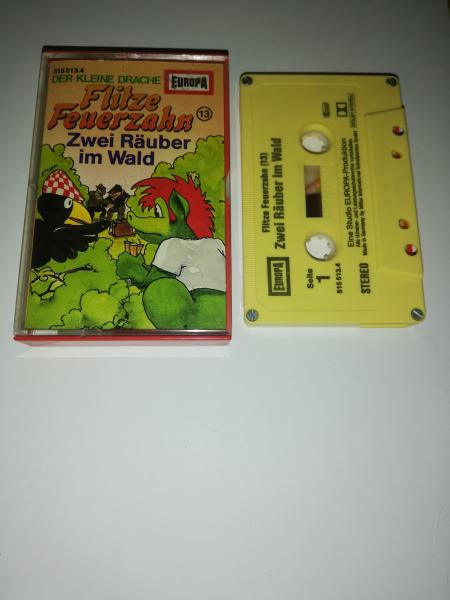 515 513.4
DER KLEINE DRACHE
EUROPA
Flitze
Feuerzahn
13
Zwei Räuber
im Wald
EUROPA
Flitze Feuerzahn (13)
Zwei Räuber im Wald
Seite
1
515 513.4
STEREO
Eine Studio EUROPA-Produktion